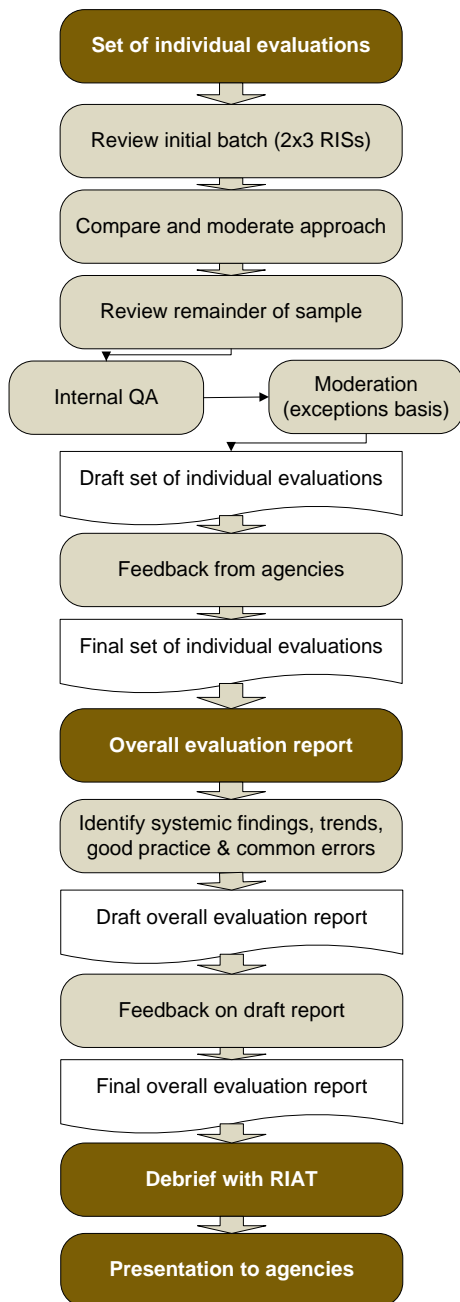 Set of individual evaluations
Review initial batch (2x3 RISs)
Compare and moderate approach
Review remainder of sample
Internal QA
Moderation
(exceptions basis)
Draft set of individual evaluations
Feedback from agencies
Final set of individual evaluations
Overall evaluation report
Identify systemic findings, trends,
good practice & common errors
Draft overall evaluation report
Feedback on draft report
Final overall evaluation report
Debrief with RIAT
Presentation to agencies